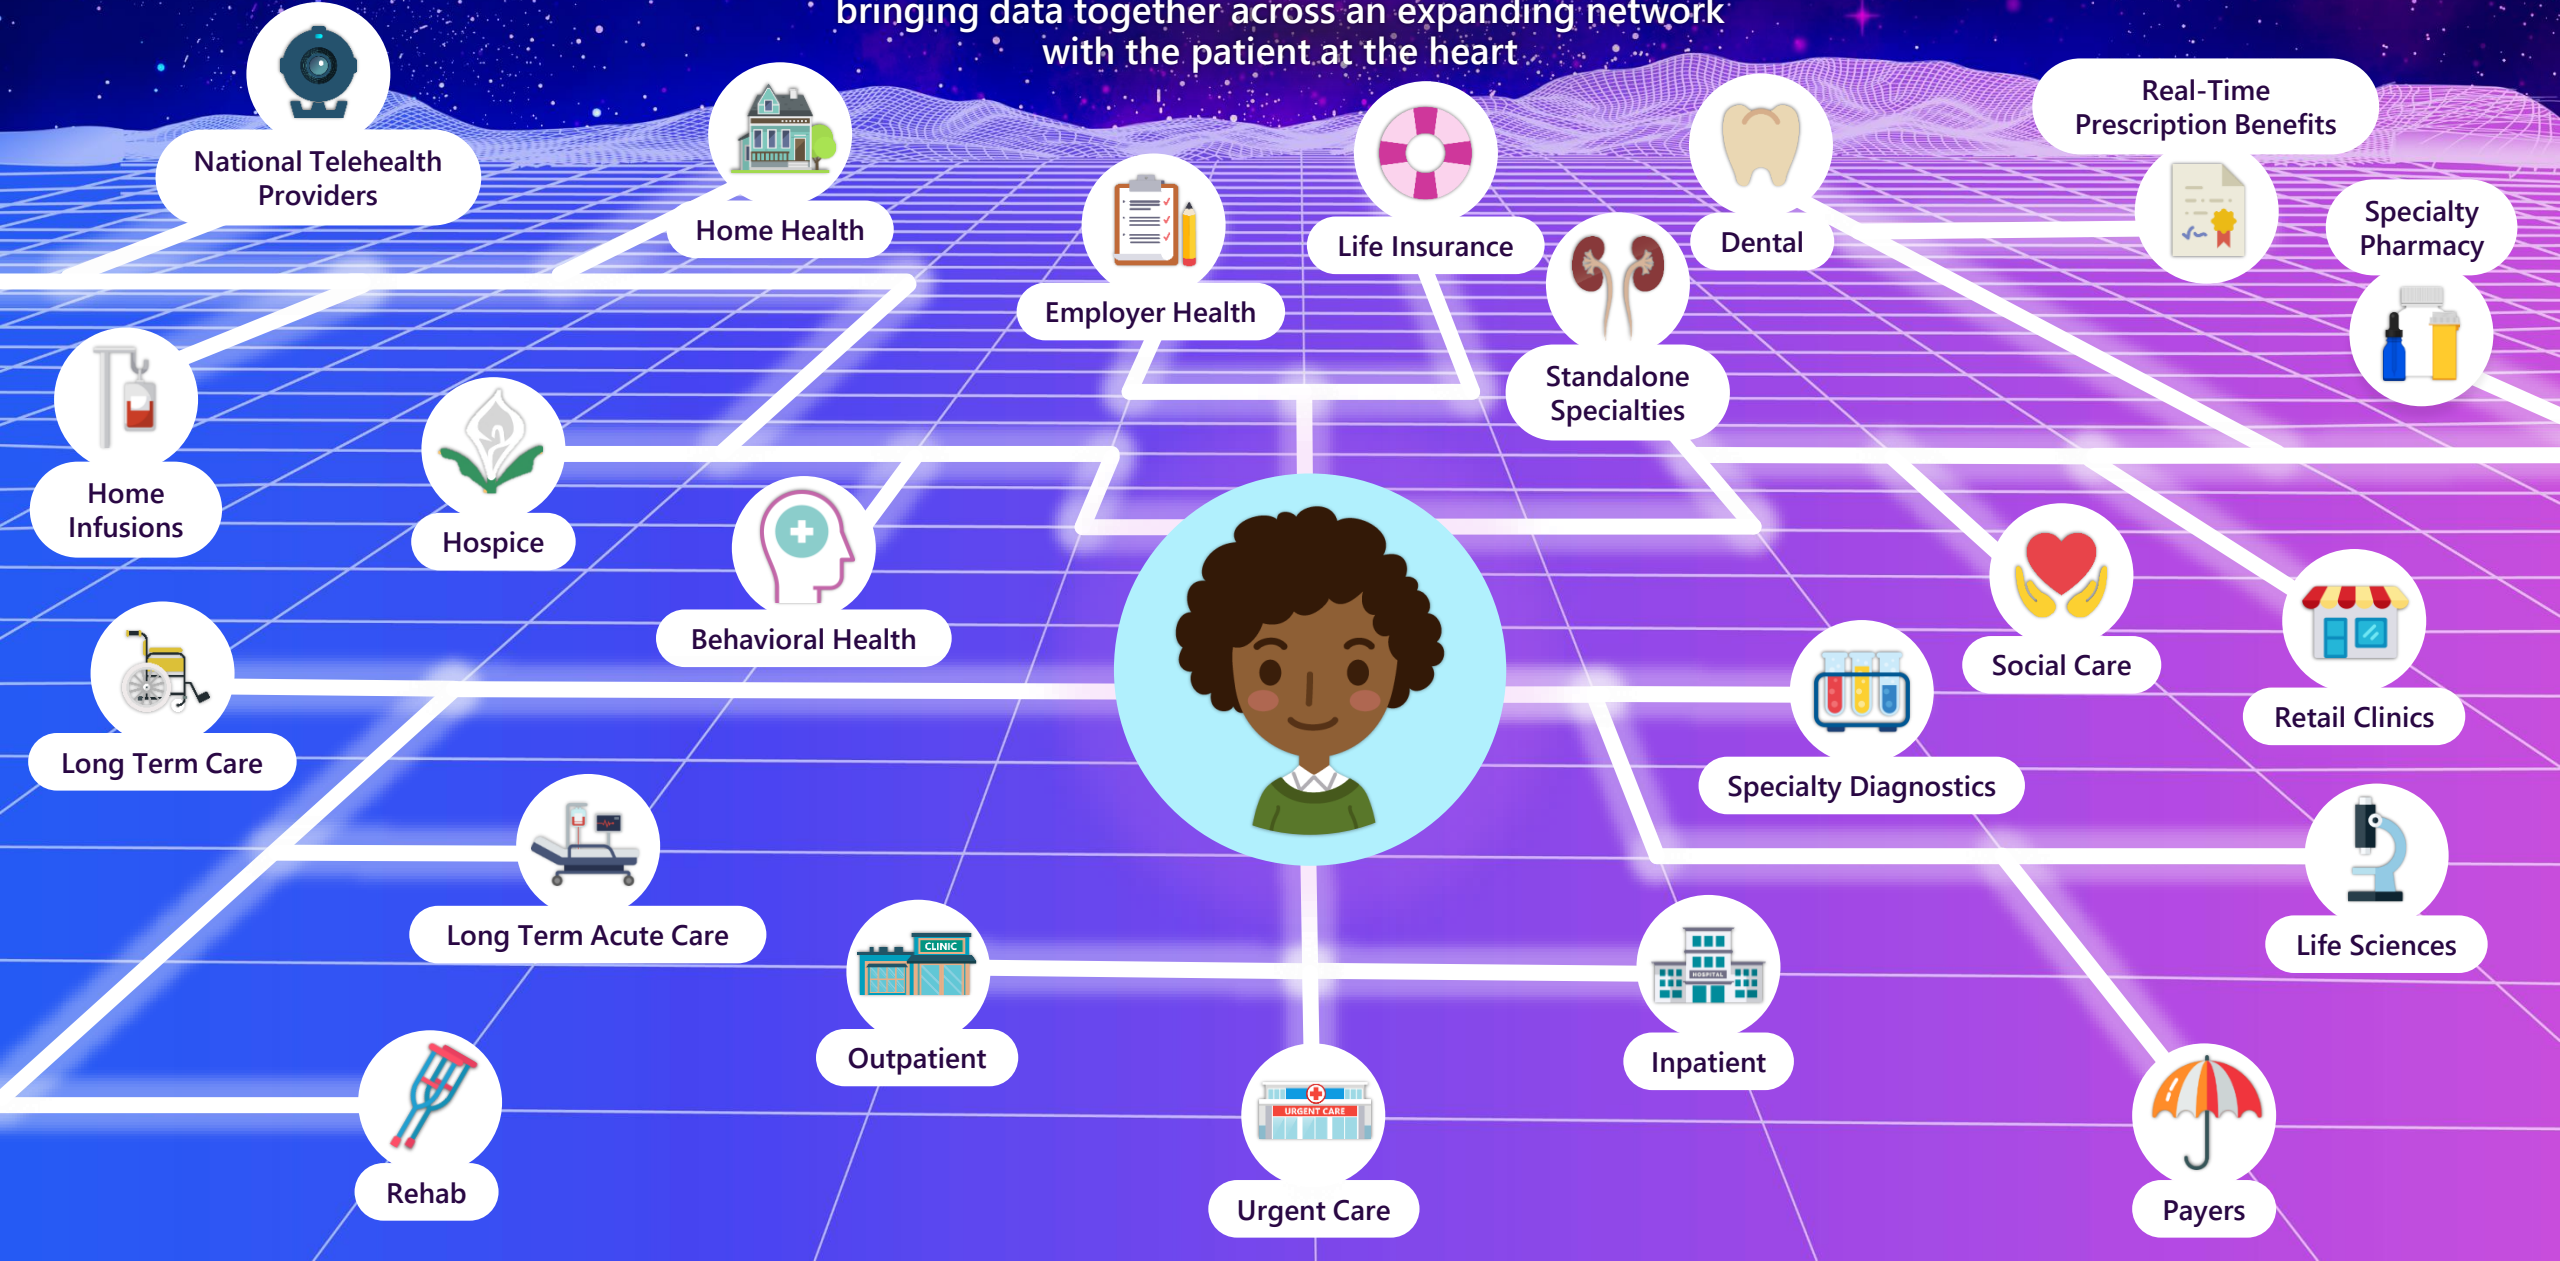 bringing data together across an expanding network
with the patient at the heart
National Telehealth
Providers
Home Health
Employer Health
Life Insurance
Dental
Real-Time
Prescription Benefits
Specialty
Pharmacy
Standalone
Specialties
Home
Infusions
Hospice
Behavioral Health
Social Care
Retail Clinics
Long Term Care
Specialty Diagnostics
Long Term Acute Care
CLINIC
Outpatient
HOSPITAL
Inpatient
Life Sciences
Rehab
URGENT CARE
Urgent Care
Payers